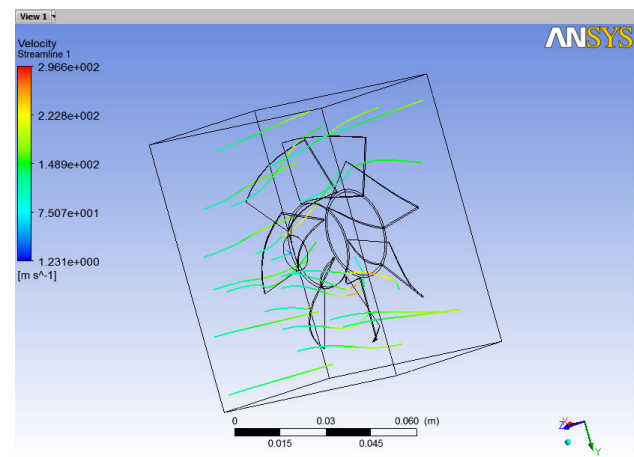 View 1
ANSYS
Velocity
Streamline 1
2.966e+002
2.228e+002
1.489e+002
7.507e+001
1.231e+000
[m s^-1]
0 0.03 0.060 (m)
0.015 0.045
Z X
Y